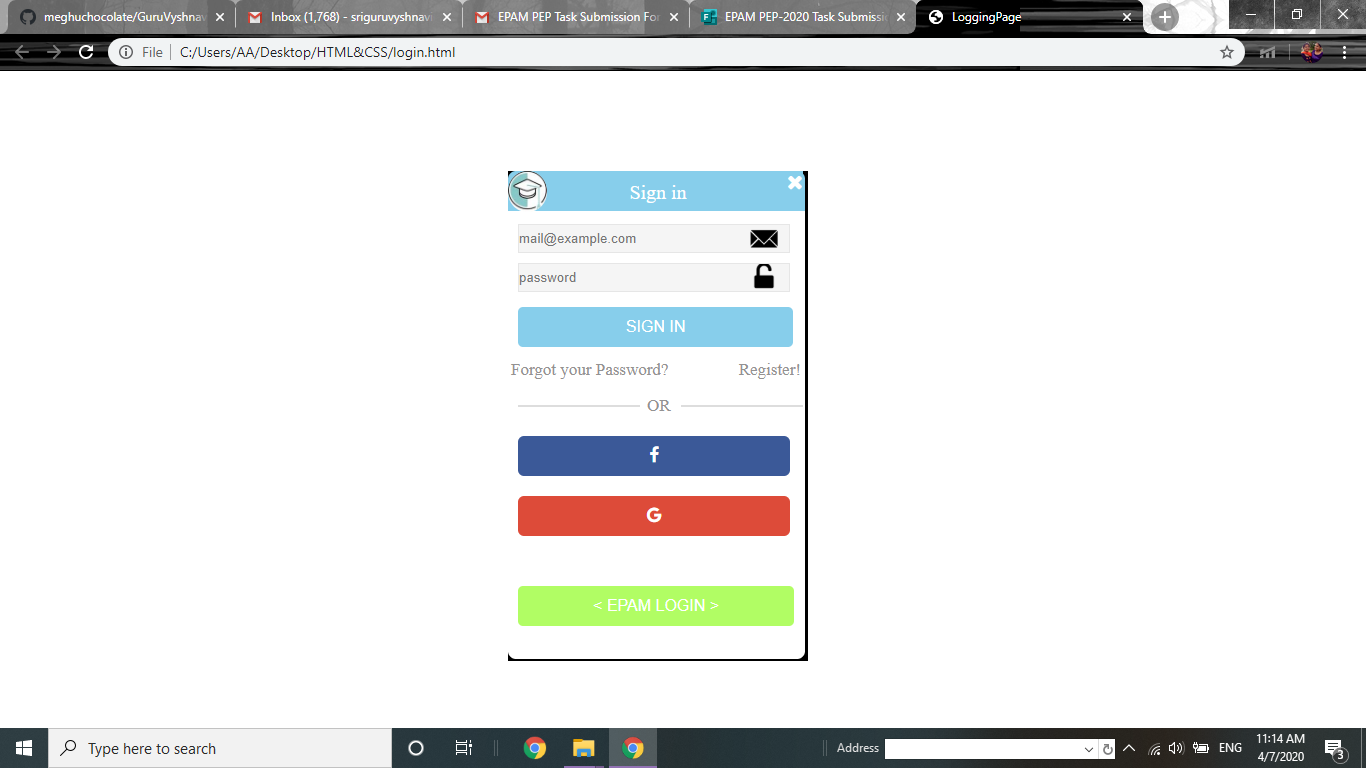 meghuchocolate/GuruVyshnav
Inbox (1,768) - sriguruvyshnavi
EPAM PEP Task Submission For
EPAM PEP-2020 Task Submissi
LoggingPage
File
C:/Users/AA/Desktop/HTML&CSS/login.html
Sign in
mail@example.com
password
SIGN IN
Forgot your Password? Register!
OR
f
G
< EPAM LOGIN >
Type here to search
Address
ENG
11:14 AM
4/7/2020
3